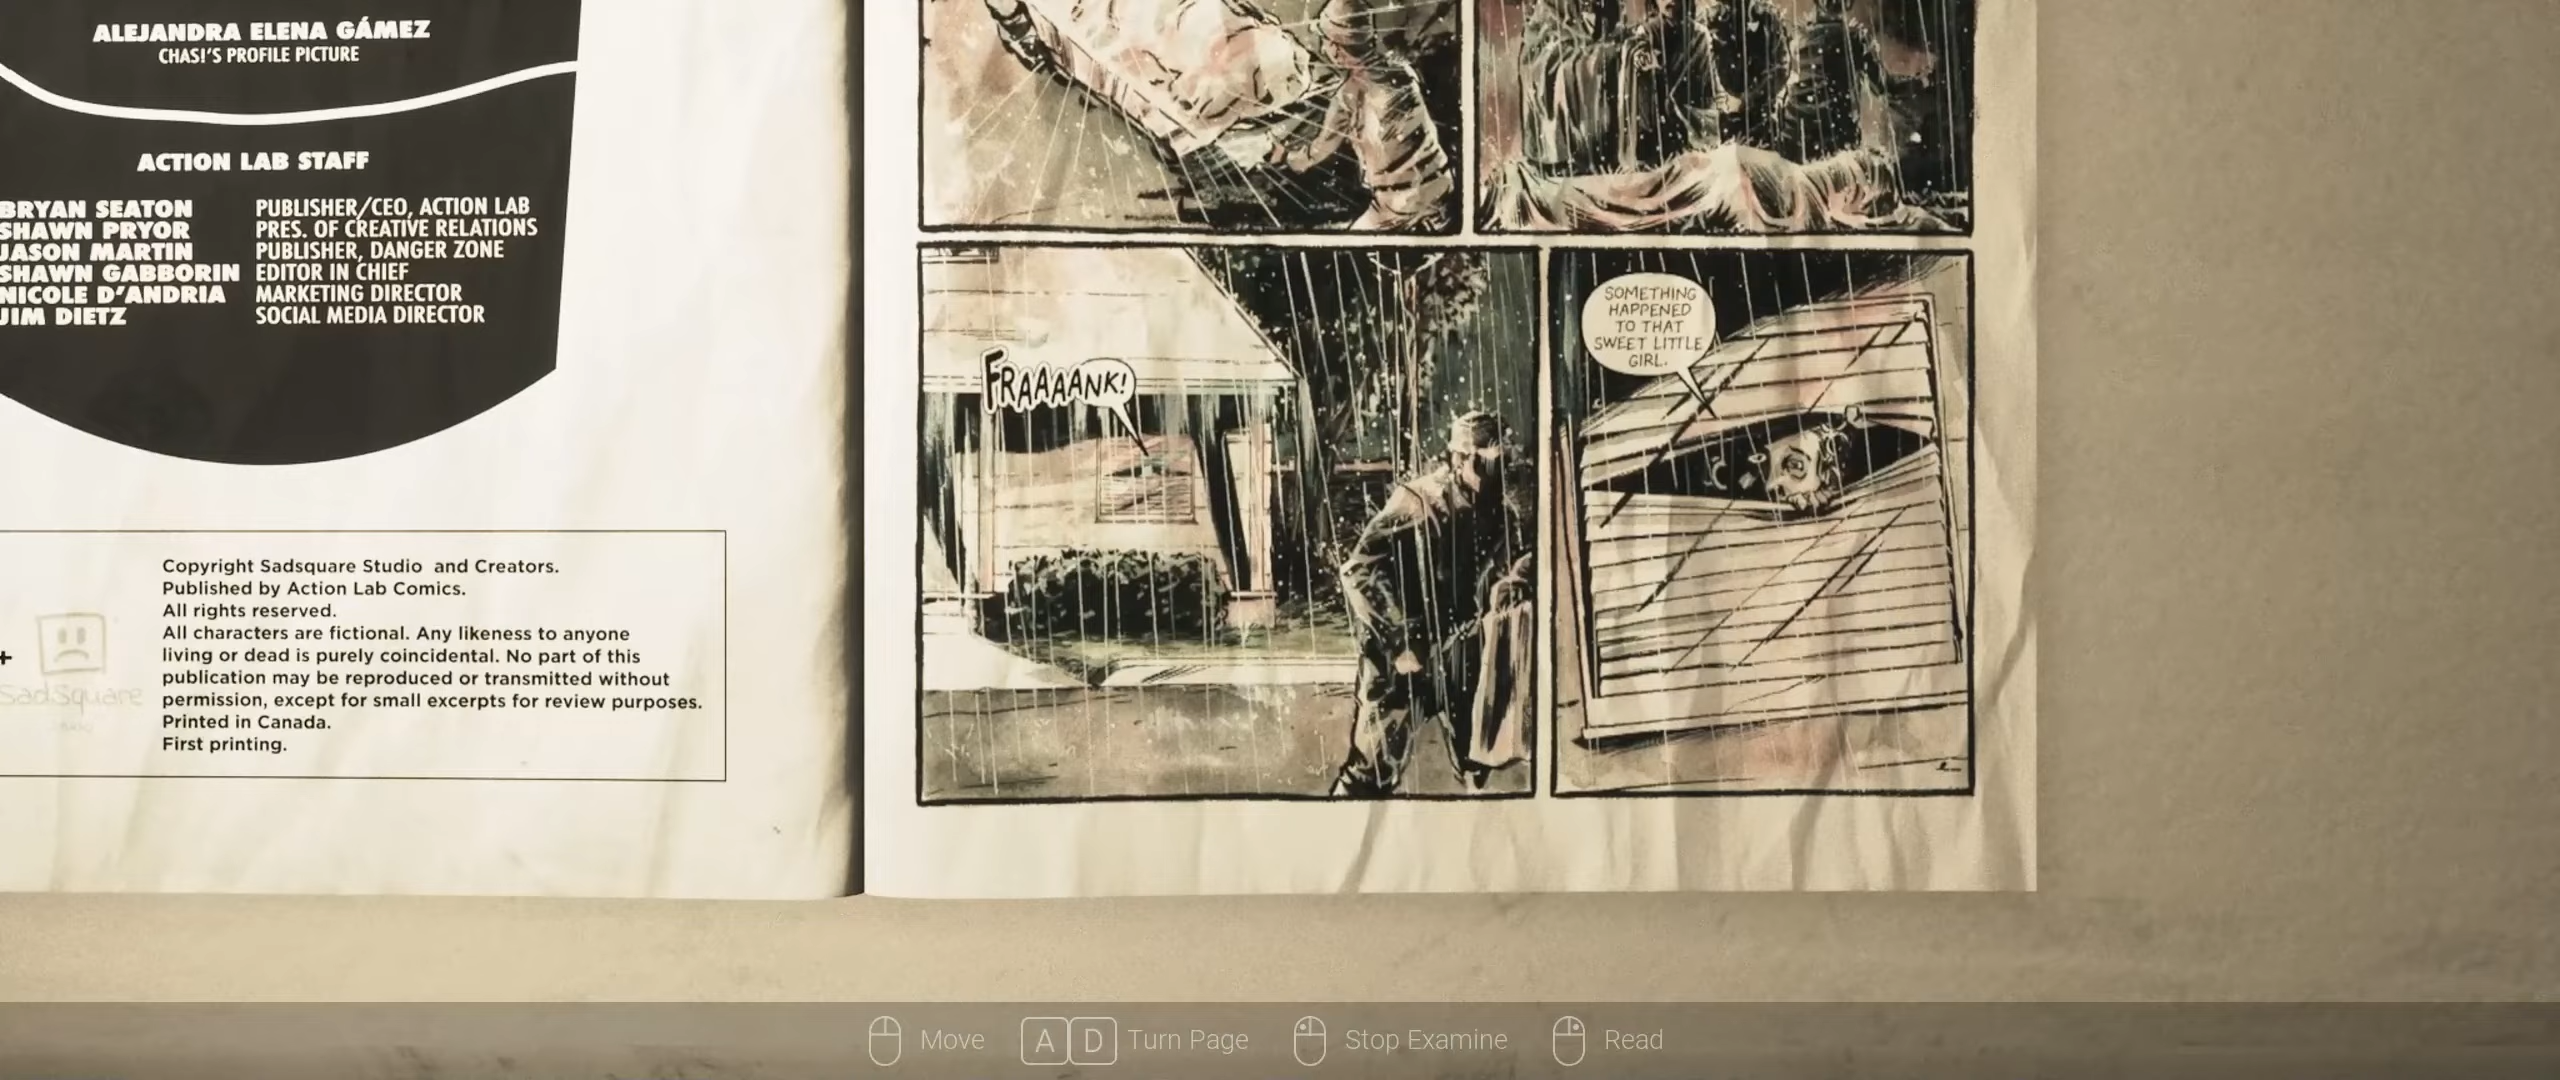 ALEJANDRA ELENA GÁMEZ
CHAS!'S PROFILE PICTURE
ACTION LAB STAFF
BRYAN SEATON PUBLISHER/CEO, ACTION LAB
SHAWN PRYOR PRES. OF CREATIVE RELATIONS
JASON MARTIN PUBLISHER, DANGER ZONE
SHAWN GABBORIN EDITOR IN CHIEF
NICOLE D'ANDRIA MARKETING DIRECTOR
JIM DIETZ SOCIAL MEDIA DIRECTOR
+
SadSquare
Copyright Sadsquare Studio and Creators.
Published by Action Lab Comics.
All rights reserved.
All characters are fictional. Any likeness to anyone
living or dead is purely coincidental. No part of this
publication may be reproduced or transmitted without
permission, except for small excerpts for review purposes.
Printed in Canada.
First printing.
FRAAAANK!
SOMETHING
HAPPENED
TO THAT
SWEET LITTLE
GIRL.
Move A D Turn Page Stop Examine Read